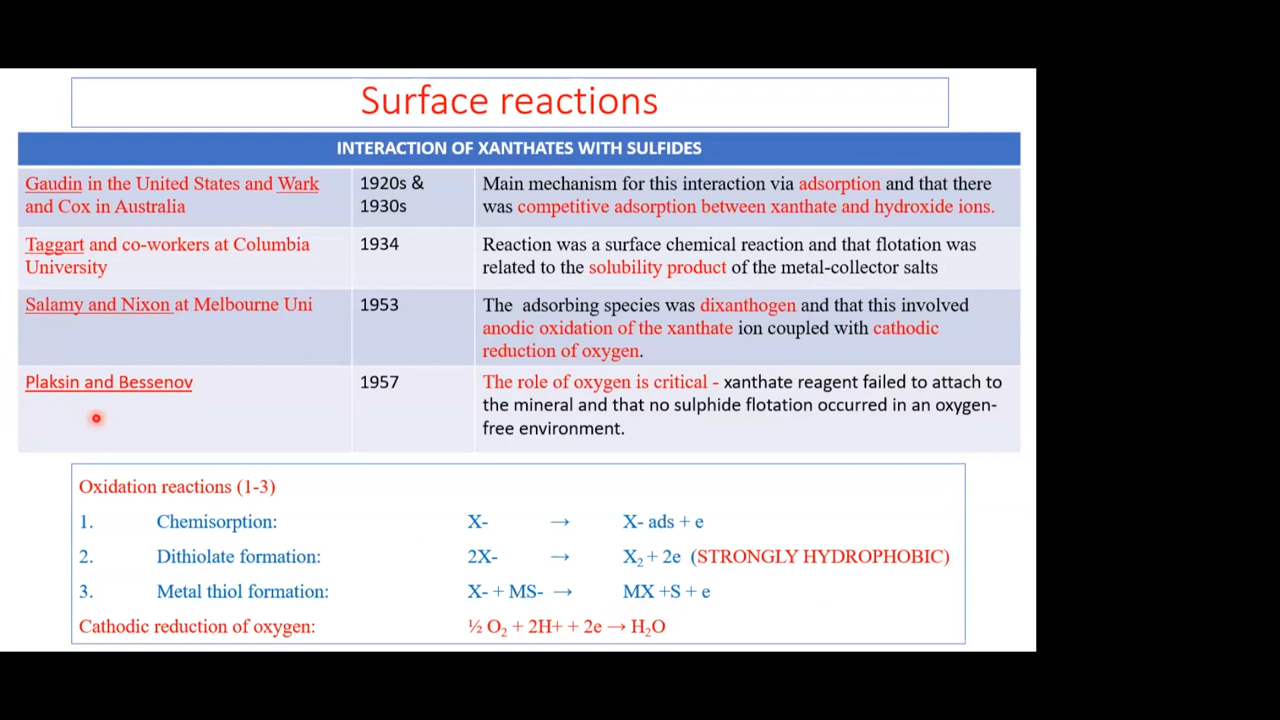 Surface reactions
INTERACTION OF XANTHATES WITH SULFIDES
Gaudin in the United States and Wark
and Cox in Australia
1920s &
1930s
Main mechanism for this interaction via adsorption and that there
was competitive adsorption between xanthate and hydroxide ions.
Taggart and co-workers at Columbia
University
1934
Reaction was a surface chemical reaction and that flotation was
related to the solubility product of the metal-collector salts
Salamy and Nixon at Melbourne Uni
1953
The adsorbing species was dixanthogen and that this involved
anodic oxidation of the xanthate ion coupled with cathodic
reduction of oxygen.
Plaksin and Bessenov
1957
The role of oxygen is critical - xanthate reagent failed to attach to
the mineral and that no sulphide flotation occurred in an oxygen-
free environment.
Oxidation reactions (1-3)
1. Chemisorption: X- → X- ads + e
2. Dithiolate formation: 2X- → X₂ + 2e (STRONGLY HYDROPHOBIC)
3. Metal thiol formation: X- + MS- → MX +S + e
Cathodic reduction of oxygen: ½ O₂ + 2H+ + 2e → H₂O